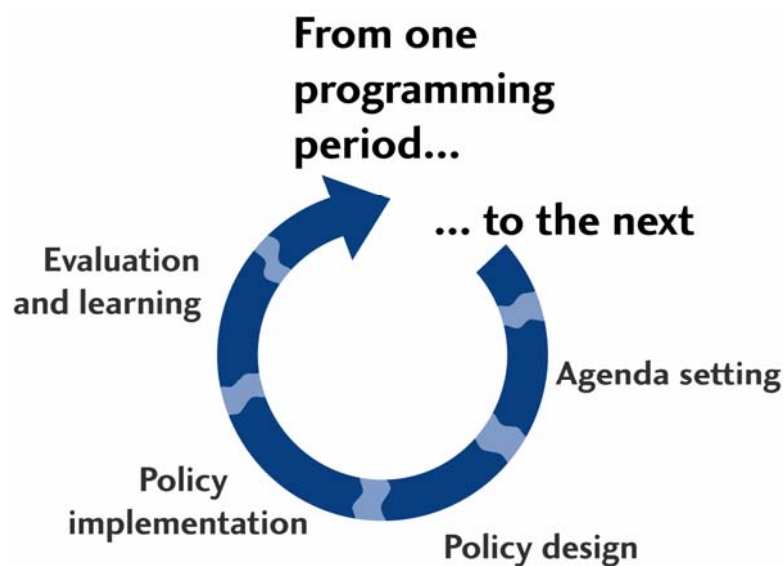 From one
programming
period...
... to the next
Evaluation
and learning
Agenda setting
Policy
implementation
Policy design